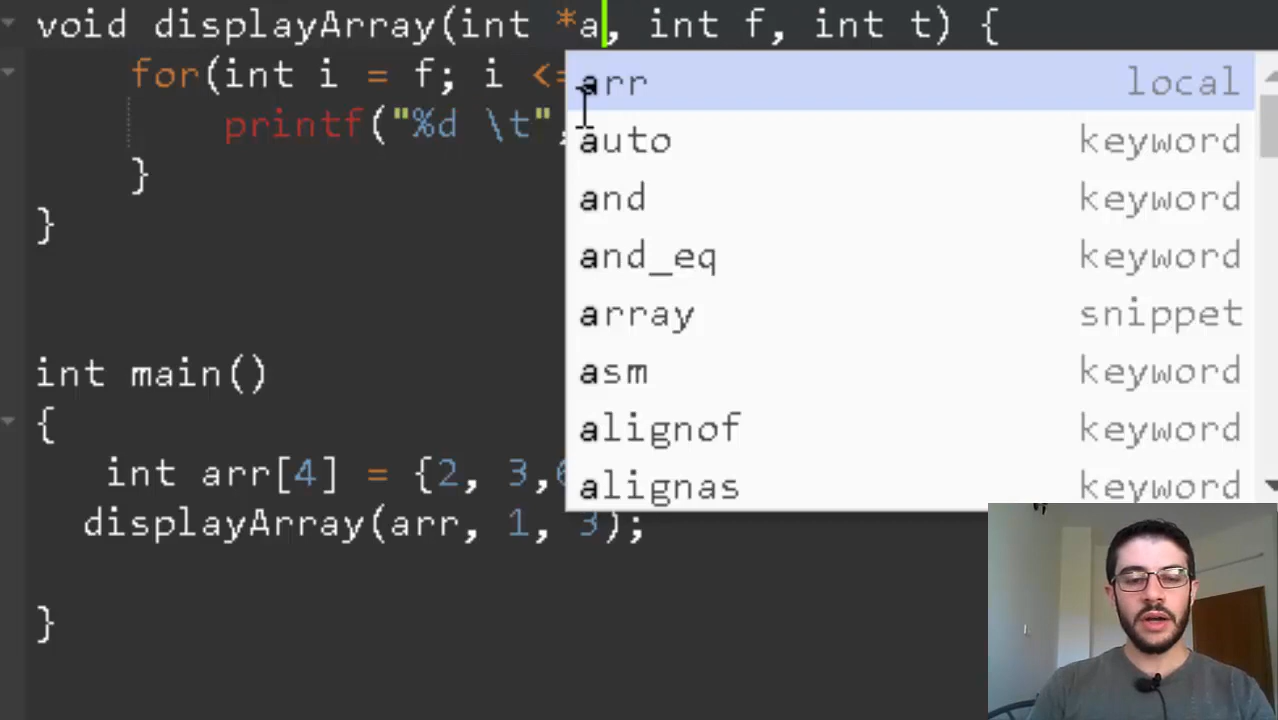 void displayArray(int *a, int f, int t) {
for(int i = f; i <=
printf("%d \t",
}
}
arr local
auto keyword
and keyword
and_eq keyword
array snippet
asm keyword
alignof keyword
alignas keyword
int main()
{
int arr[4] = {2, 3,
displayArray(arr, 1, 3);
}